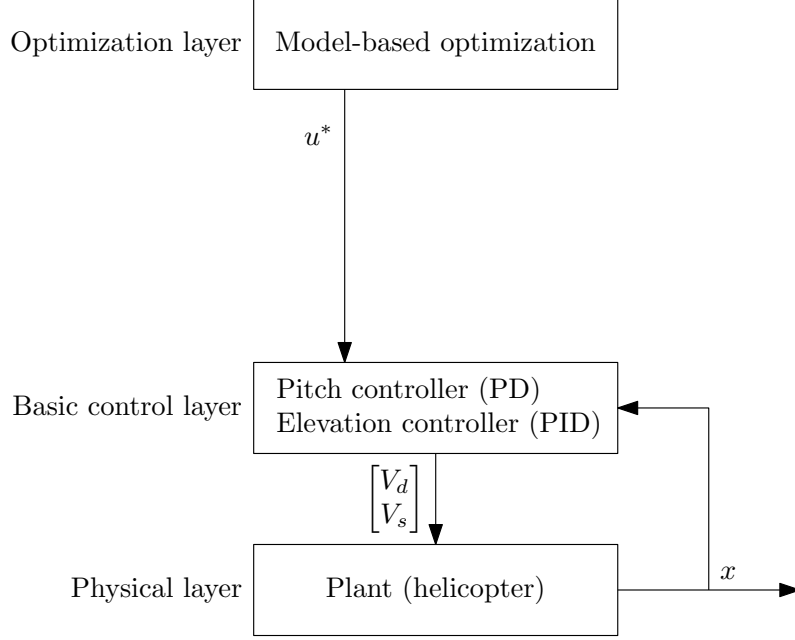 Optimization layer
Model-based optimization
u*
Basic control layer
Pitch controller (PD)
Elevation controller (PID)
[V_d
V_s]
Physical layer
Plant (helicopter)
x